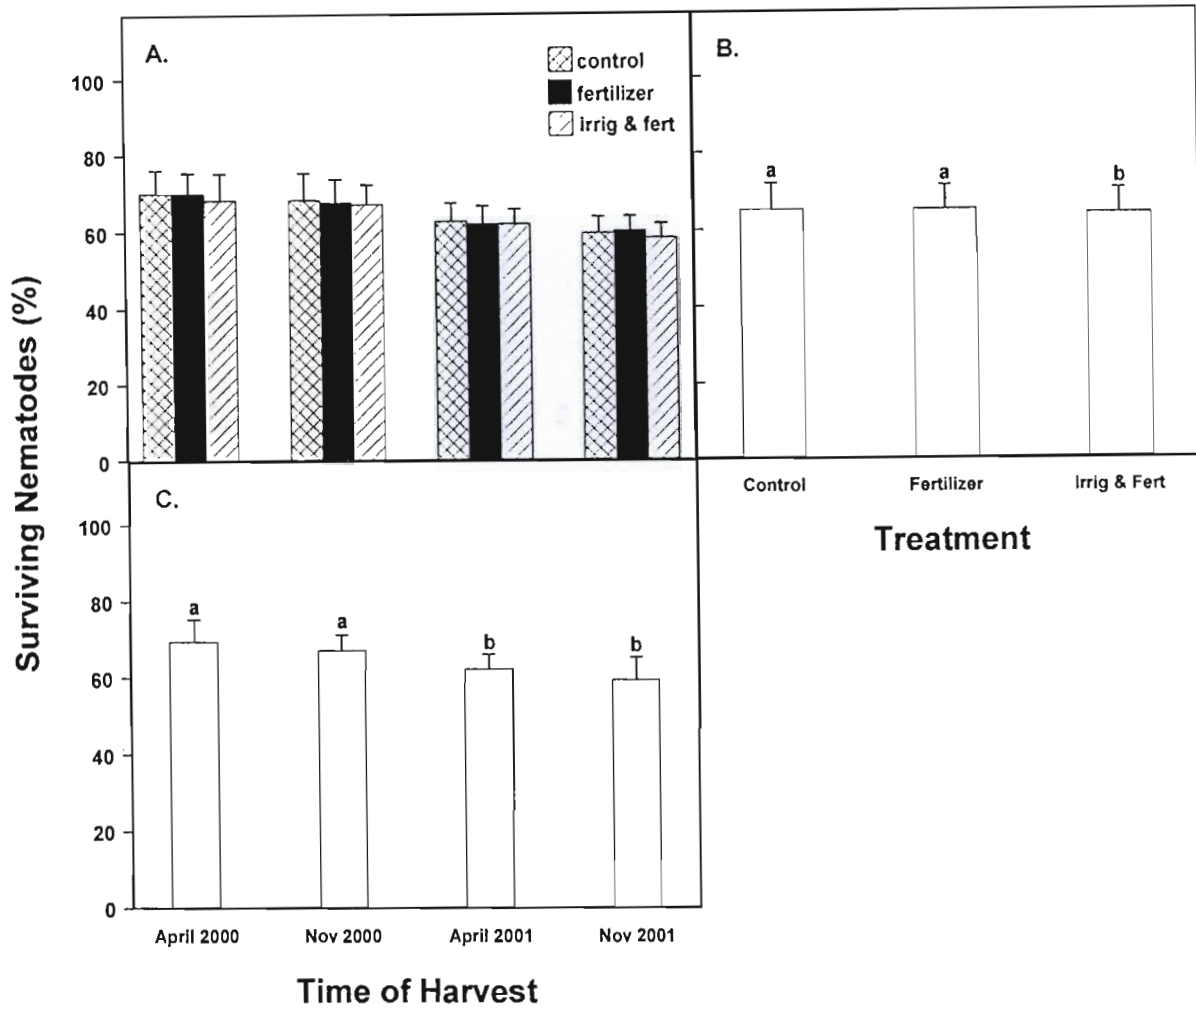 A.
control
fertilizer
irrig & fert
100
80
60
40
20
0
Surviving Nematodes (%)
B.
a
a
b
Control
Fertilizer
Irrig & Fert
Treatment
C.
100
80
60
40
20
0
a
a
b
b
April 2000
Nov 2000
April 2001
Nov 2001
Time of Harvest